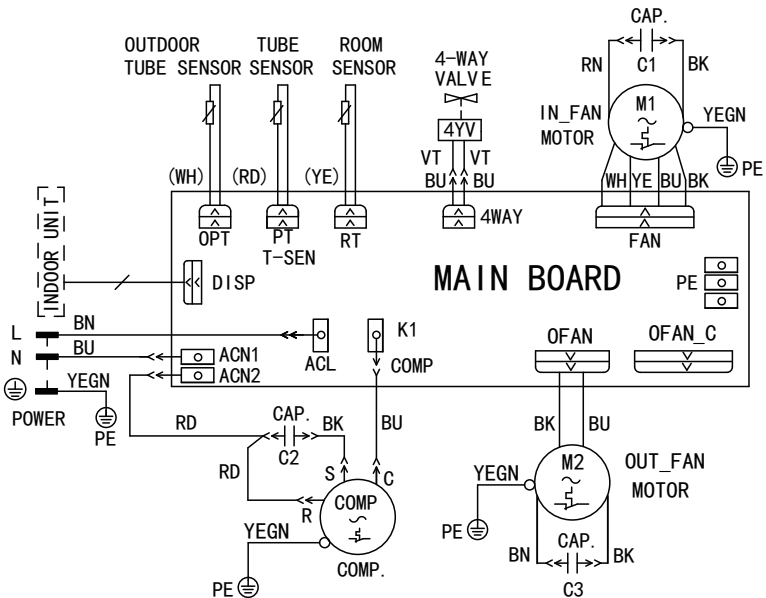 CAP.
OUTDOOR
TUBE SENSOR
TUBE
SENSOR
ROOM
SENSOR
4-WAY
VALVE
RN
C1
BK
M1
IN_FAN
MOTOR
YEGN
PE
4YV
VT
VT
BU
BU
(WH)
(RD)
(YE)
WH
YE
BU
BK
OPT
PT
T-SEN
RT
4WAY
FAN
INDOOR UNIT
DISP
MAIN BOARD
PE
L
BN
ACL
K1
COMP
OFAN
OFAN_C
N
BU
ACN1
ACN2
YEGN
POWER
PE
RD
CAP.
BK
C2
BU
RD
S
C
R
COMP
YEGN
PE
COMP.
BK
BU
M2
OUT_FAN
MOTOR
YEGN
PE
BN
CAP.
BK
C3